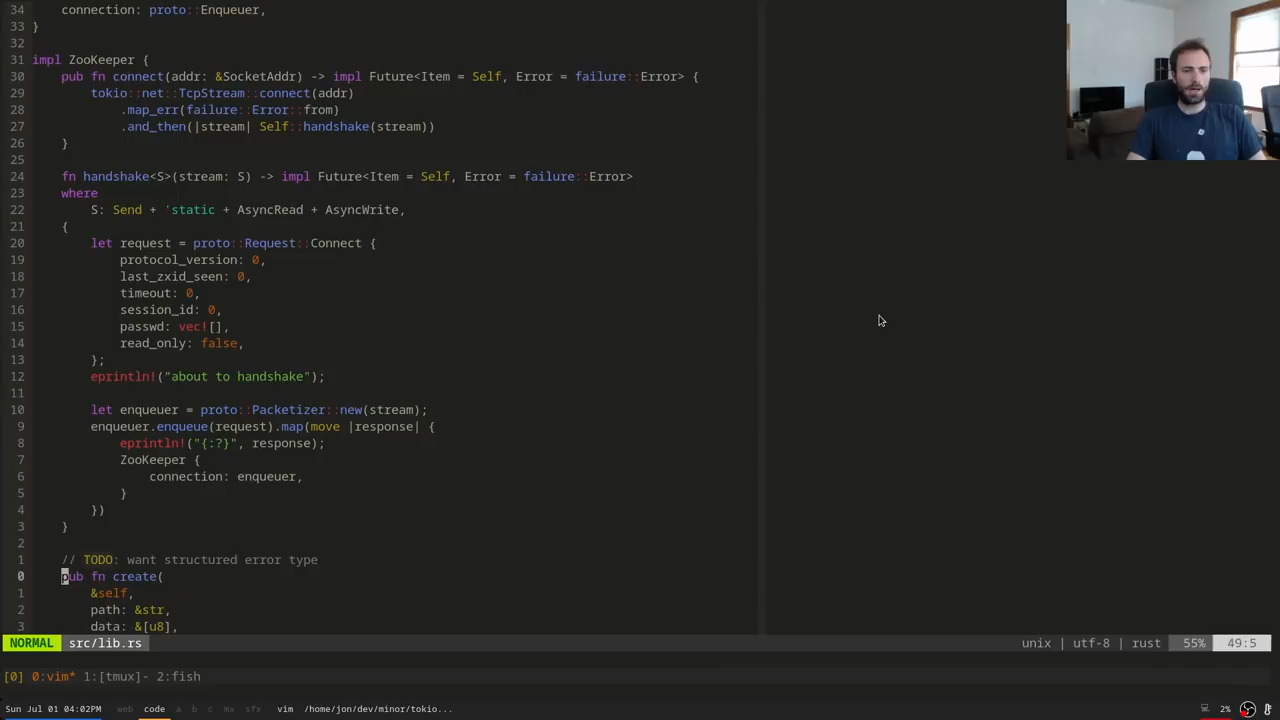 34     connection: proto::Enqueuer,
33 }
32
31 impl ZooKeeper {
30     pub fn connect(addr: &SocketAddr) -> impl Future<Item = Self, Error = failure::Error> {
29         tokio::net::TcpStream::connect(addr)
28             .map_err(failure::Error::from)
27             .and_then(|stream| Self::handshake(stream))
26     }
25
24     fn handshake<S>(stream: S) -> impl Future<Item = Self, Error = failure::Error>
23     where
22         S: Send + 'static + AsyncRead + AsyncWrite,
21     {
20         let request = proto::Request::Connect {
19             protocol_version: 0,
18             last_zxid_seen: 0,
17             timeout: 0,
16             session_id: 0,
15             passwd: vec![],
14             read_only: false,
13         };
12         eprintln!("about to handshake");
11
10         let enqueuer = proto::Packetizer::new(stream);
9         enqueuer.enqueue(request).map(move |response| {
8             eprintln!("{:?}", response);
7             ZooKeeper {
6                 connection: enqueuer,
5             }
4         })
3     }
2
1     // TODO: want structured error type
0     pub fn create(
1         &self,
2         path: &str,
3         data: &[u8],
NORMAL src/lib.rs unix | utf-8 | rust 55% 49:5
[0] 0:vim* 1:[tmux]- 2:fish
Sun Jul 01 04:02PM web code a b c mx sfx vim /home/jon/dev/minor/tokio... 2%